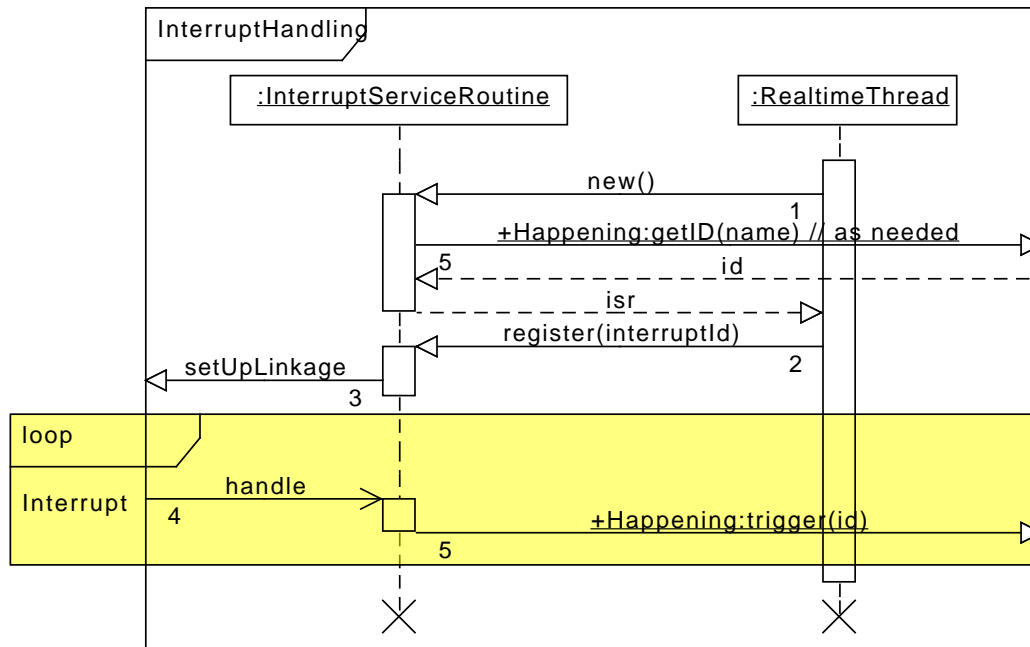 InterruptHandling
:InterruptServiceRoutine
:RealtimeThread
new()
1
+Happening:getID(name) // as needed
5
id
isr
register(interruptId)
2
setUpLinkage
3
loop
Interrupt
handle
4
+Happening:trigger(id)
5